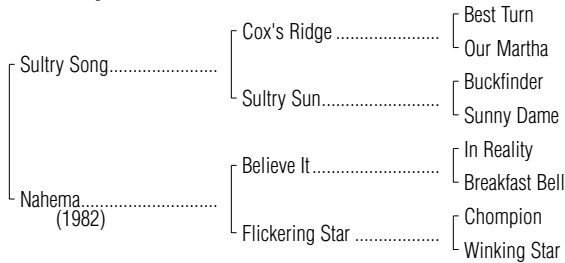 Best Turn
Cox's Ridge
Our Martha
Sultry Song
Buckfinder
Sultry Sun
Sunny Dame
In Reality
Believe It
Breakfast Bell
Nahema
(1982)
Chompion
Flickering Star
Winking Star